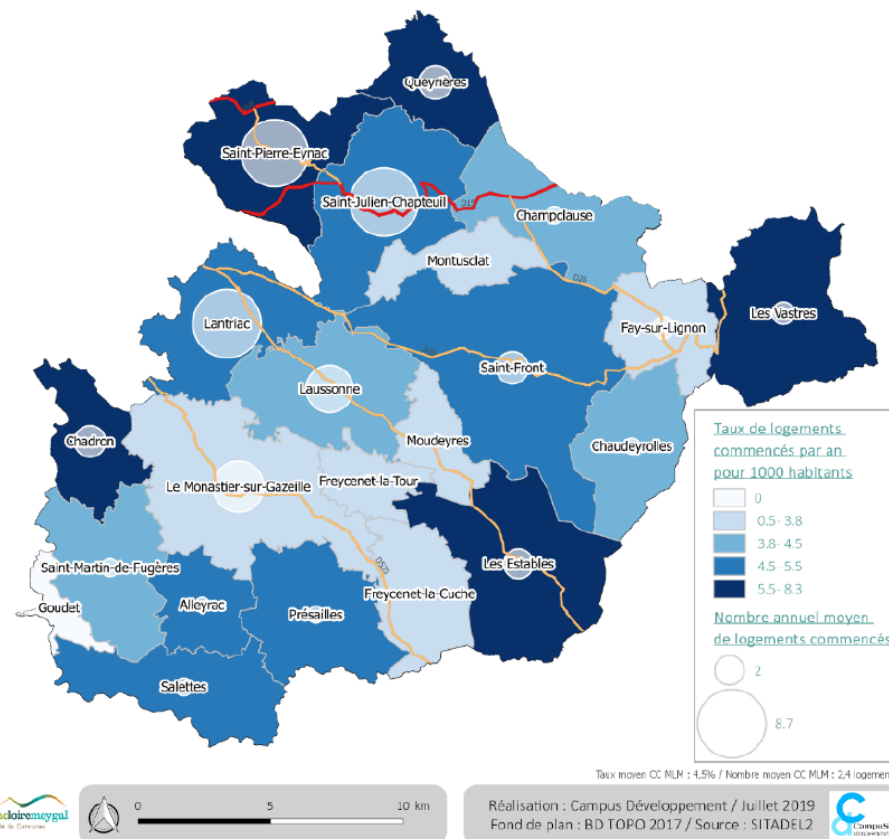 Queyrières
Saint-Pierre-Eynac
Saint-Julien-Chapteuil
D15
Champclause
Montusclat
D26
Les Vastres
Fay-sur-Lignon
Lantriac
Saint-Front
Laussonne
Chadron
Moudeyres
Chaudeyrolles
Le Monastier-sur-Gazeille
Freycenet-la-Tour
D535
Les Estables
Saint-Martin-de-Fugères
Goudet
Alleyrac
Présailles
Freycenet-la-Cuche
Salettes
Taux de logements
commencés par an
pour 1000 habitants
0
0.5- 3.8
3.8- 4.5
4.5- 5.5
5.5- 8.3
Nombre annuel moyen
de logements commencés
2
8.7
Taux moyen CC MLM : 4,5% / Nombre moyen CC MLM : 2,4 logemen
loiremeygal
0
5
10 km
Réalisation : Campus Développement / Juillet 2019
Fond de plan : BD TOPO 2017 / Source : SITADEL2